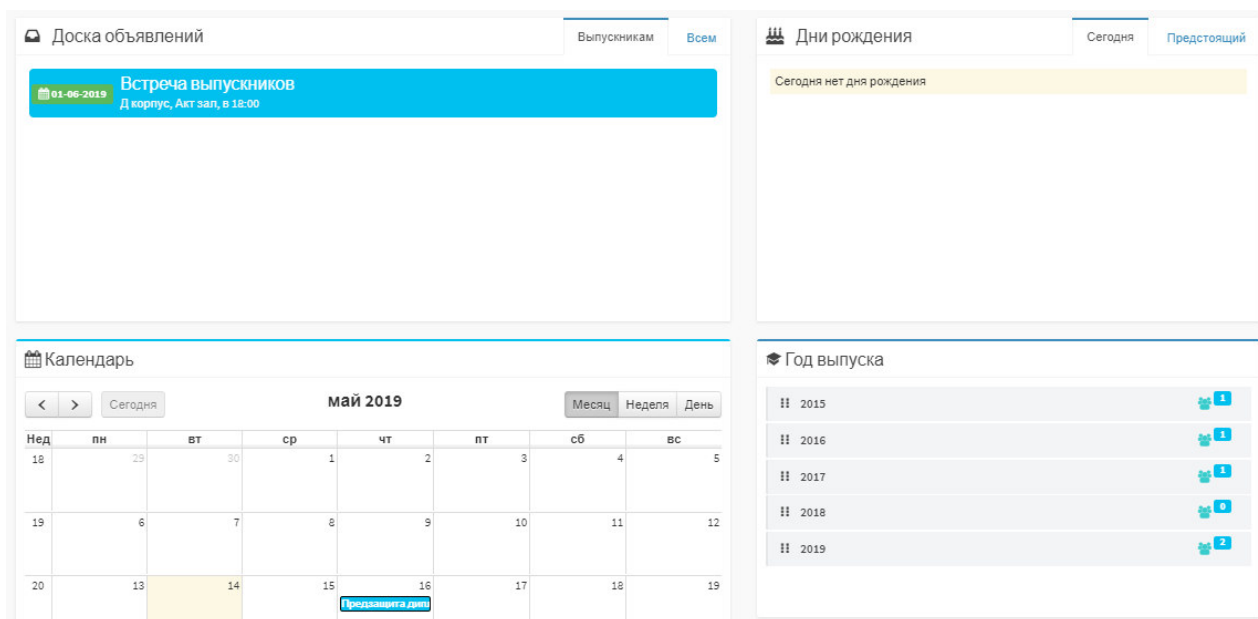 Доска объявлений
Выпускникам
Всем
01-06-2019
Встреча выпускников
Д корпус, Акт зал, в 18:00
Дни рождения
Сегодня
Предстоящий
Сегодня нет дня рождения
Календарь
< > Сегодня
май 2019
Месяц Неделя День
Нед пн вт ср чт пт сб вс
18 29 30 1 2 3 4 5
19 6 7 8 9 10 11 12
20 13 14 15 16 17 18 19
Предзащита
Год выпуска
2015 1
2016 1
2017 1
2018 0
2019 2